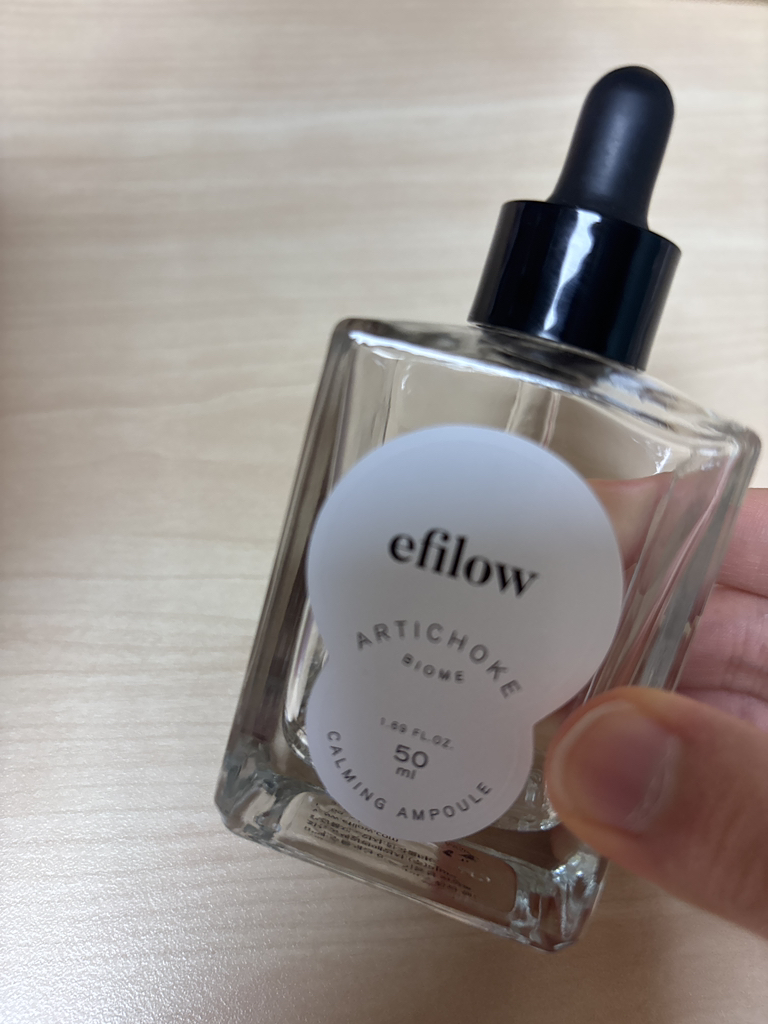 efilow
ARTICHOKE
BIOME
1.69 FL.OZ.
50
ml
CALMING AMPOULE